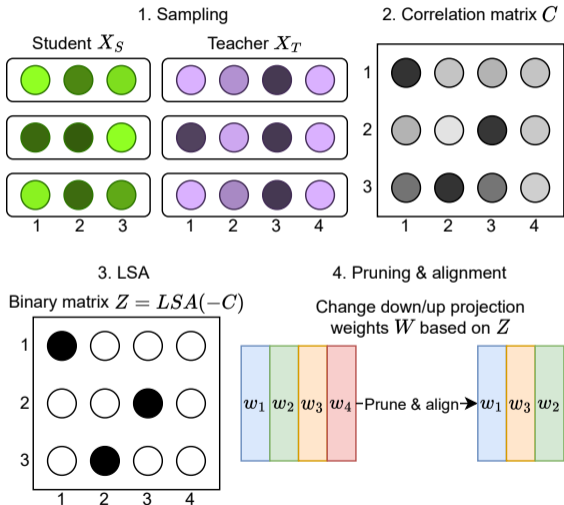 1. Sampling
Student X_S
Teacher X_T
1 2 3
1 2 3 4
2. Correlation matrix C
1
2
3
1 2 3 4
3. LSA
Binary matrix Z = LSA(−C)
1
2
3
1 2 3 4
4. Pruning & alignment
Change down/up projection
weights W based on Z
w_1 w_2 w_3 w_4
Prune & align
w_1 w_3 w_2